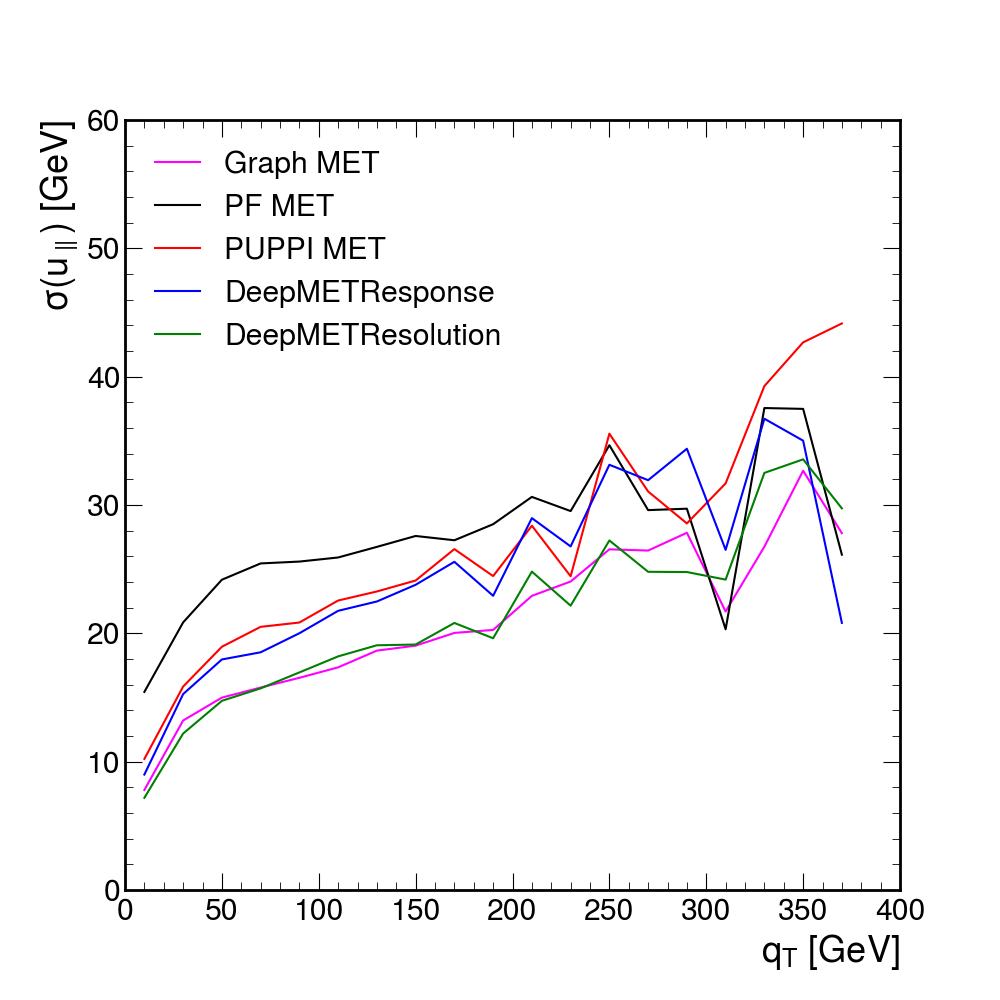 σ(u∥) [GeV]
60
50
40
30
20
10
0
Graph MET
PF MET
PUPPI MET
DeepMETResponse
DeepMETResolution
0 50 100 150 200 250 300 350 400
qT [GeV]